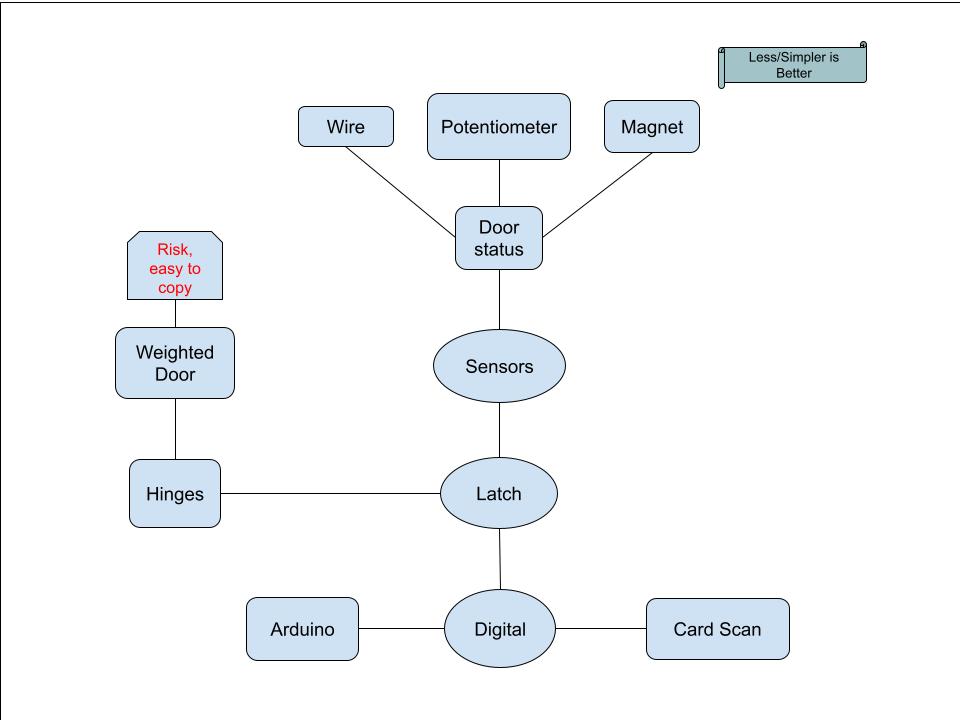 Less/Simpler is
Better
Wire
Potentiometer
Magnet
Door
status
Risk,
easy to
copy
Weighted
Door
Sensors
Hinges
Latch
Arduino
Digital
Card Scan